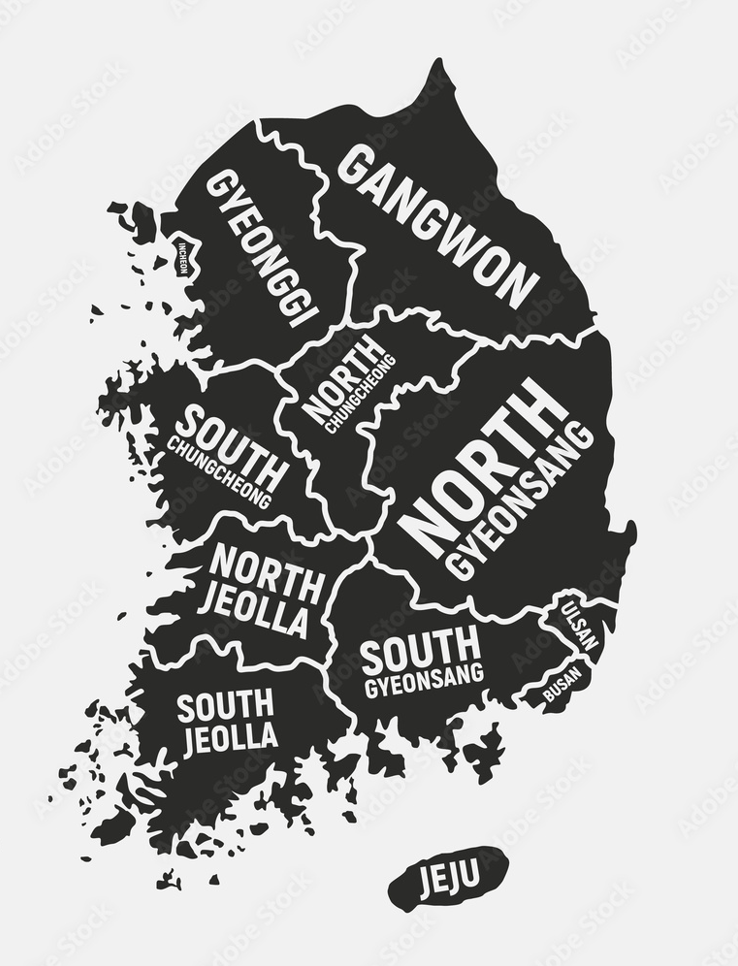 GANGWON
GYEONGGI
INCHEON
NORTH
CHUNGCHEONG
SOUTH
CHUNGCHEONG
NORTH
GYEONSANG
NORTH
JEOLLA
SOUTH
GYEONSANG
ULSAN
BUSAN
SOUTH
JEOLLA
JEJU
Adobe Stock